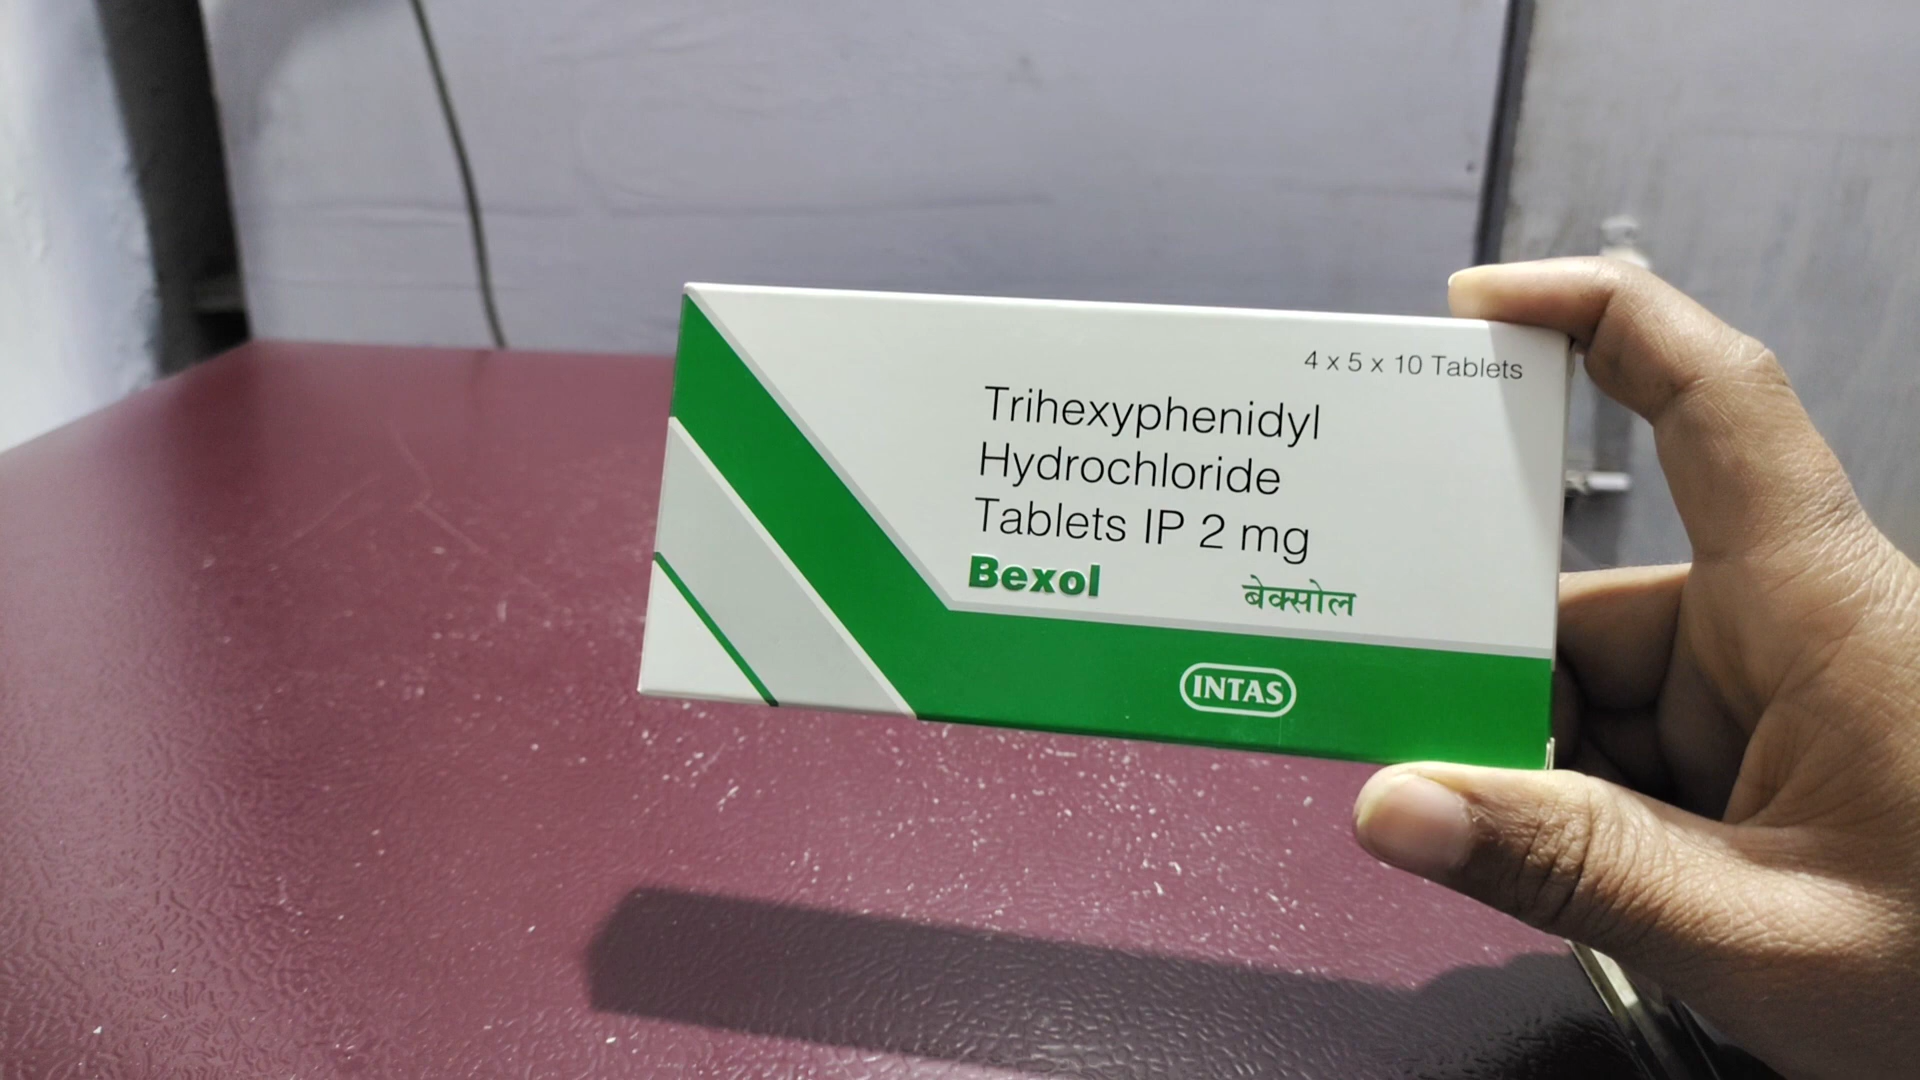 4 x 5 x 10 Tablets
Trihexyphenidyl
Hydrochloride
Tablets IP 2 mg
Bexol बेक्सोल
INTAS